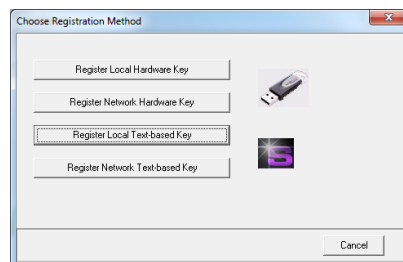 Choose Registration Method
Register Local Hardware Key
Register Network Hardware Key
Register Local Text-based Key
Register Network Text-based Key
S
Cancel